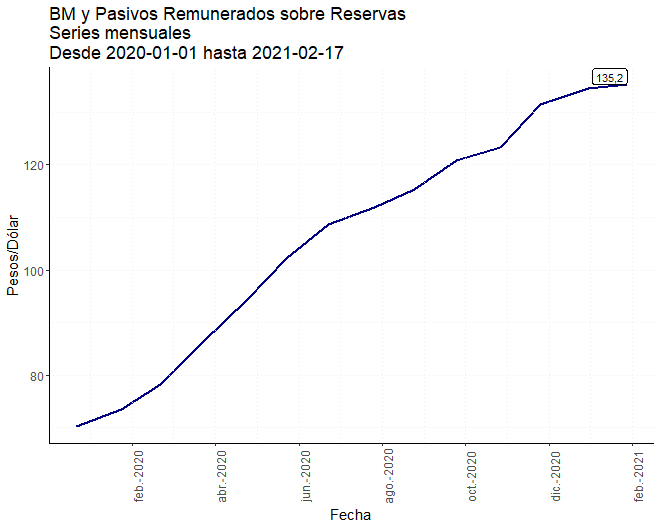 BM y Pasivos Remunerados sobre Reservas
Series mensuales
Desde 2020-01-01 hasta 2021-02-17
135,2
120
100
80
Pesos/Dólar
feb.-2020
abr.-2020
jun.-2020
ago.-2020
oct.-2020
dic.-2020
feb.-2021
Fecha